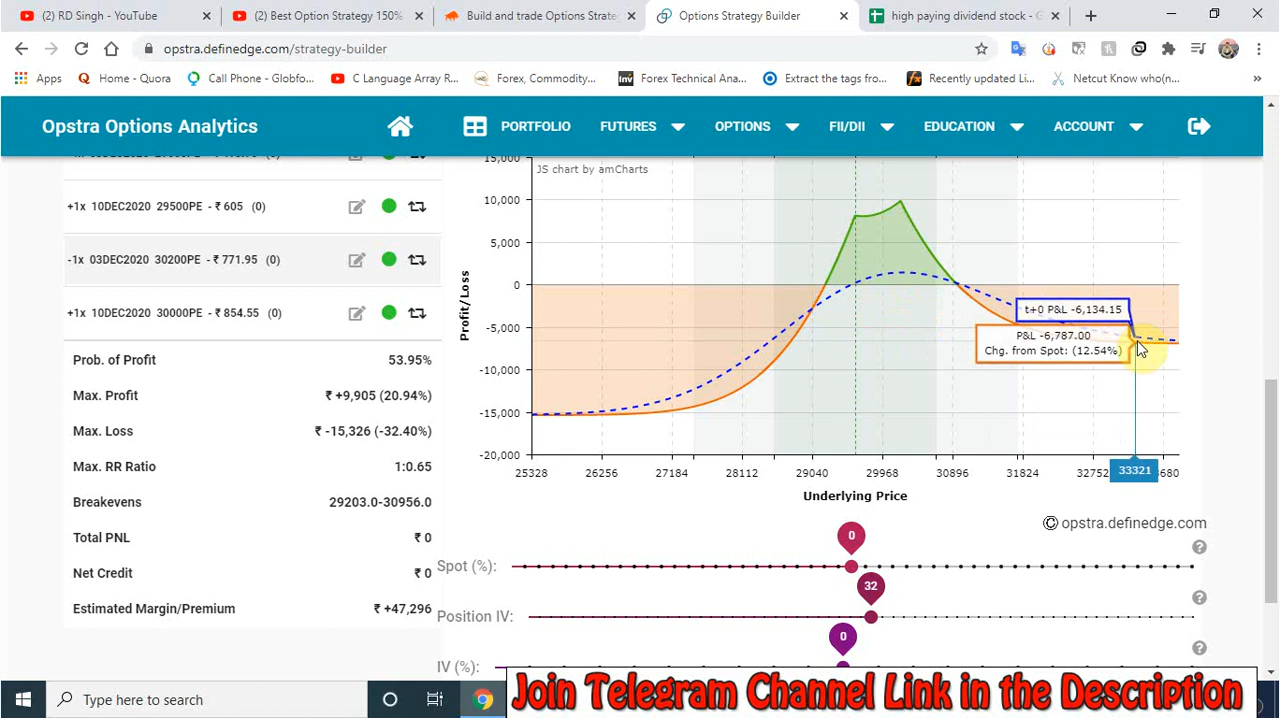 (2) RD Singh - YouTube
(2) Best Option Strategy 150%
Build and trade Options Strate
Options Strategy Builder
high paying dividend stock - G
opstra.definedge.com/strategy-builder
Apps
Home - Quora
Call Phone - Globfo...
C Language Array R...
Forex, Commodity...
Forex Technical Ana...
Extract the tags from...
Recently updated Li...
Netcut Know who(n...
Opstra Options Analytics
PORTFOLIO
FUTURES
OPTIONS
FII/DII
EDUCATION
ACCOUNT
+1x 10DEC2020 29500PE - ₹ 605 (0)
-1x 03DEC2020 30200PE - ₹ 771.95 (0)
+1x 10DEC2020 30000PE - ₹ 854.55 (0)
Prob. of Profit 53.95%
Max. Profit ₹ +9,905 (20.94%)
Max. Loss ₹ -15,326 (-32.40%)
Max. RR Ratio 1:0.65
Breakevens 29203.0-30956.0
Total PNL ₹ 0
Net Credit ₹ 0
Estimated Margin/Premium ₹ +47,296
JS chart by amCharts
15,000
10,000
5,000
0
-5,000
-10,000
-15,000
-20,000
Profit/Loss
t+0 P&L -6,134.15
P&L -6,787.00
Chg. from Spot: (12.54%)
25328 26256 27184 28112 29040 29968 30896 31824 32752 33321
Underlying Price
© opstra.definedge.com
0
Spot (%):
32
Position IV:
0
IV (%):
Type here to search
Join Telegram Channel Link in the Description